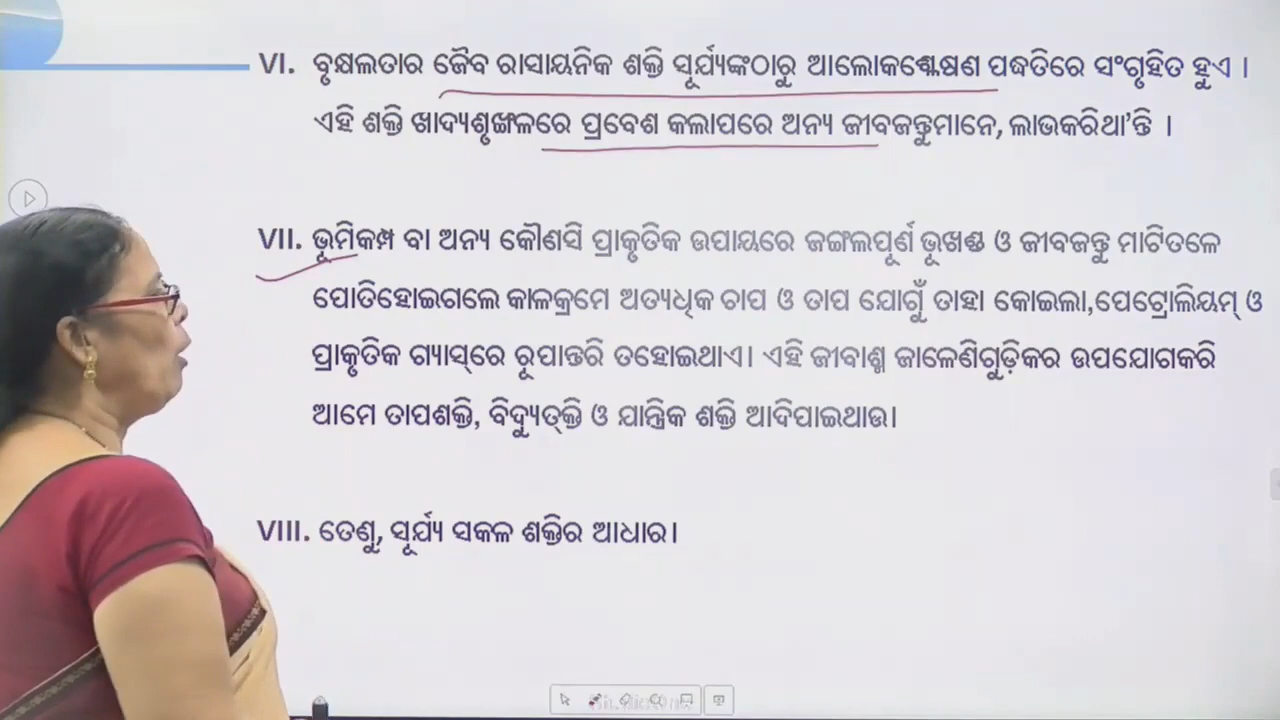 VI. ବୃକ୍ଷଲତାର ଜୈବ ରାସାୟନିକ ଶକ୍ତି ସୂର୍ଯ୍ୟଙ୍କଠାରୁ ଆଲୋକଶ୍ଳେଷଣ ପଦ୍ଧତିରେ ସଂଗୃହିତ ହୁଏ ।
ଏହି ଶକ୍ତି ଖାଦ୍ୟଶୃଙ୍ଖଳରେ ପ୍ରବେଶ କଲାପରେ ଅନ୍ୟ ଜୀବଜନ୍ତୁମାନେ, ଲାଭକରିଥା'ନ୍ତି ।
VII. ଭୂମିକମ୍ପ ବା ଅନ୍ୟ କୌଣସି ପ୍ରାକୃତିକ ଉପାୟରେ ଜଙ୍ଗଲପୂର୍ଣ ଭୂଖଣ୍ଡ ଓ ଜୀବଜନ୍ତୁ ମାଟିତଳେ
ପୋତିହୋଇଗଲେ କାଳକ୍ରମେ ଅତ୍ୟଧିକ ଚାପ ଓ ତାପ ଯୋଗୁଁ ତାହା କୋଇଲା,ପେଟ୍ରୋଲିୟମ୍ ଓ
ପ୍ରାକୃତିକ ଗ୍ୟାସ୍‌ରେ ରୂପାନ୍ତରି ତହୋଇଥାଏ। ଏହି ଜୀବାଶ୍ମ ଜାଳେଣିଗୁଡ଼ିକର ଉପଯୋଗକରି
ଆମେ ତାପଶକ୍ତି, ବିଦ୍ୟୁତ୍‌କ୍ତି ଓ ଯାନ୍ତ୍ରିକ ଶକ୍ତି ଆଦିପାଇଥାଉ।
VIII. ତେଣୁ, ସୂର୍ଯ୍ୟ ସକଳ ଶକ୍ତିର ଆଧାର।